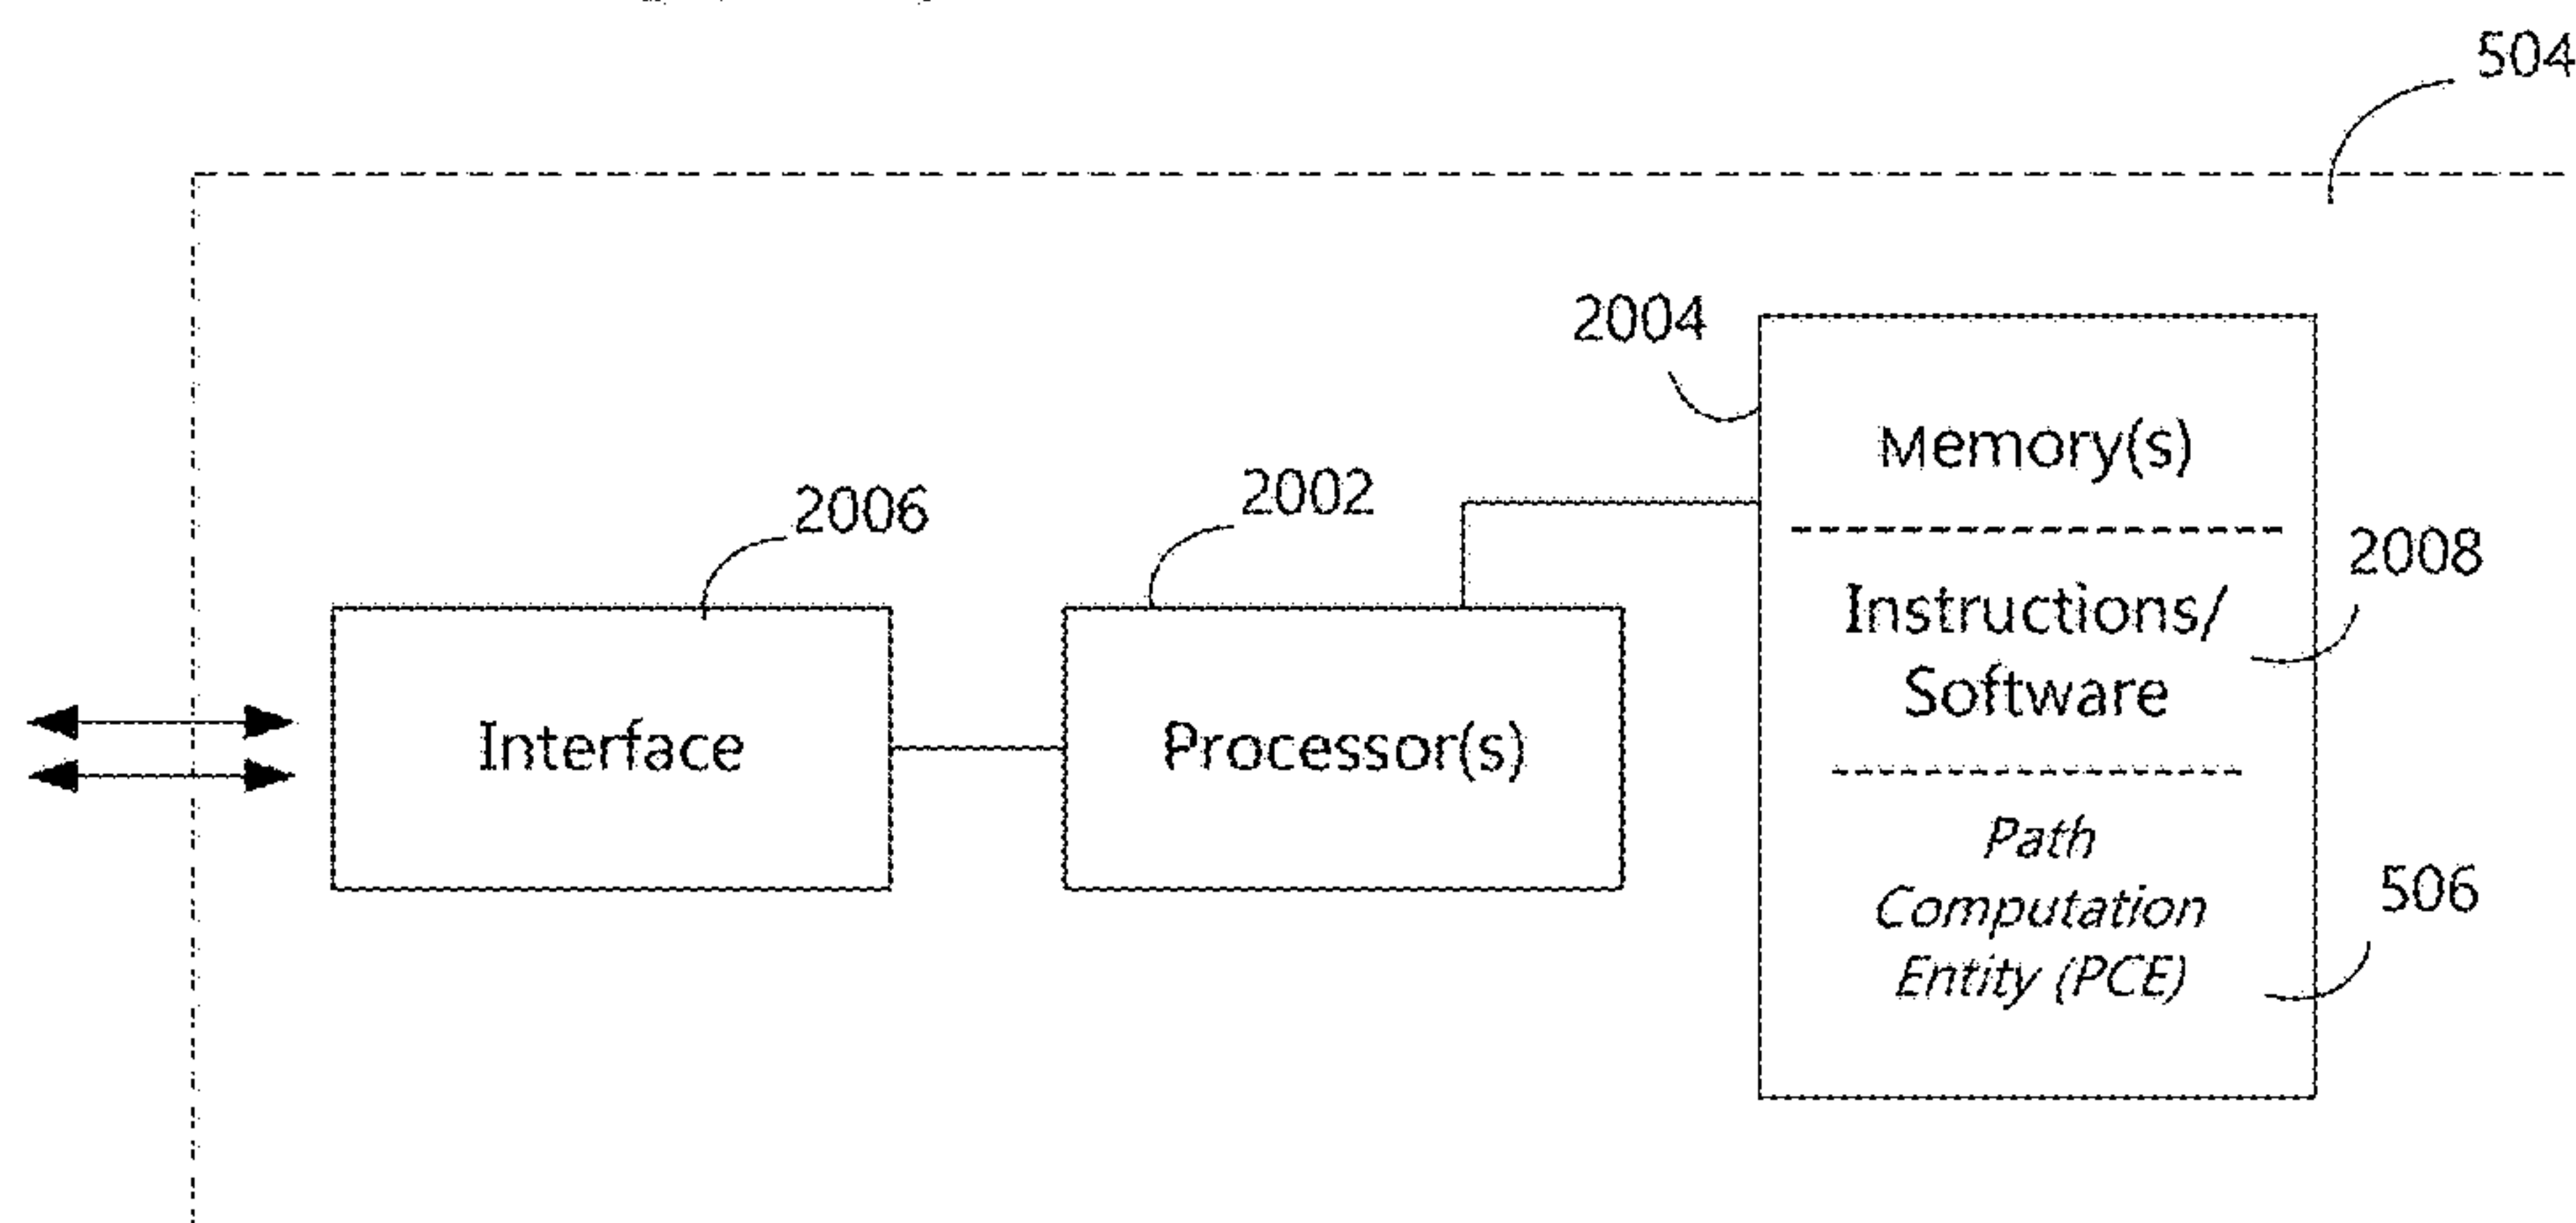 504
2004
Memory(s)
2006
2002
Instructions/
Software
2008
Interface
Processor(s)
Path
Computation
Entity (PCE)
506